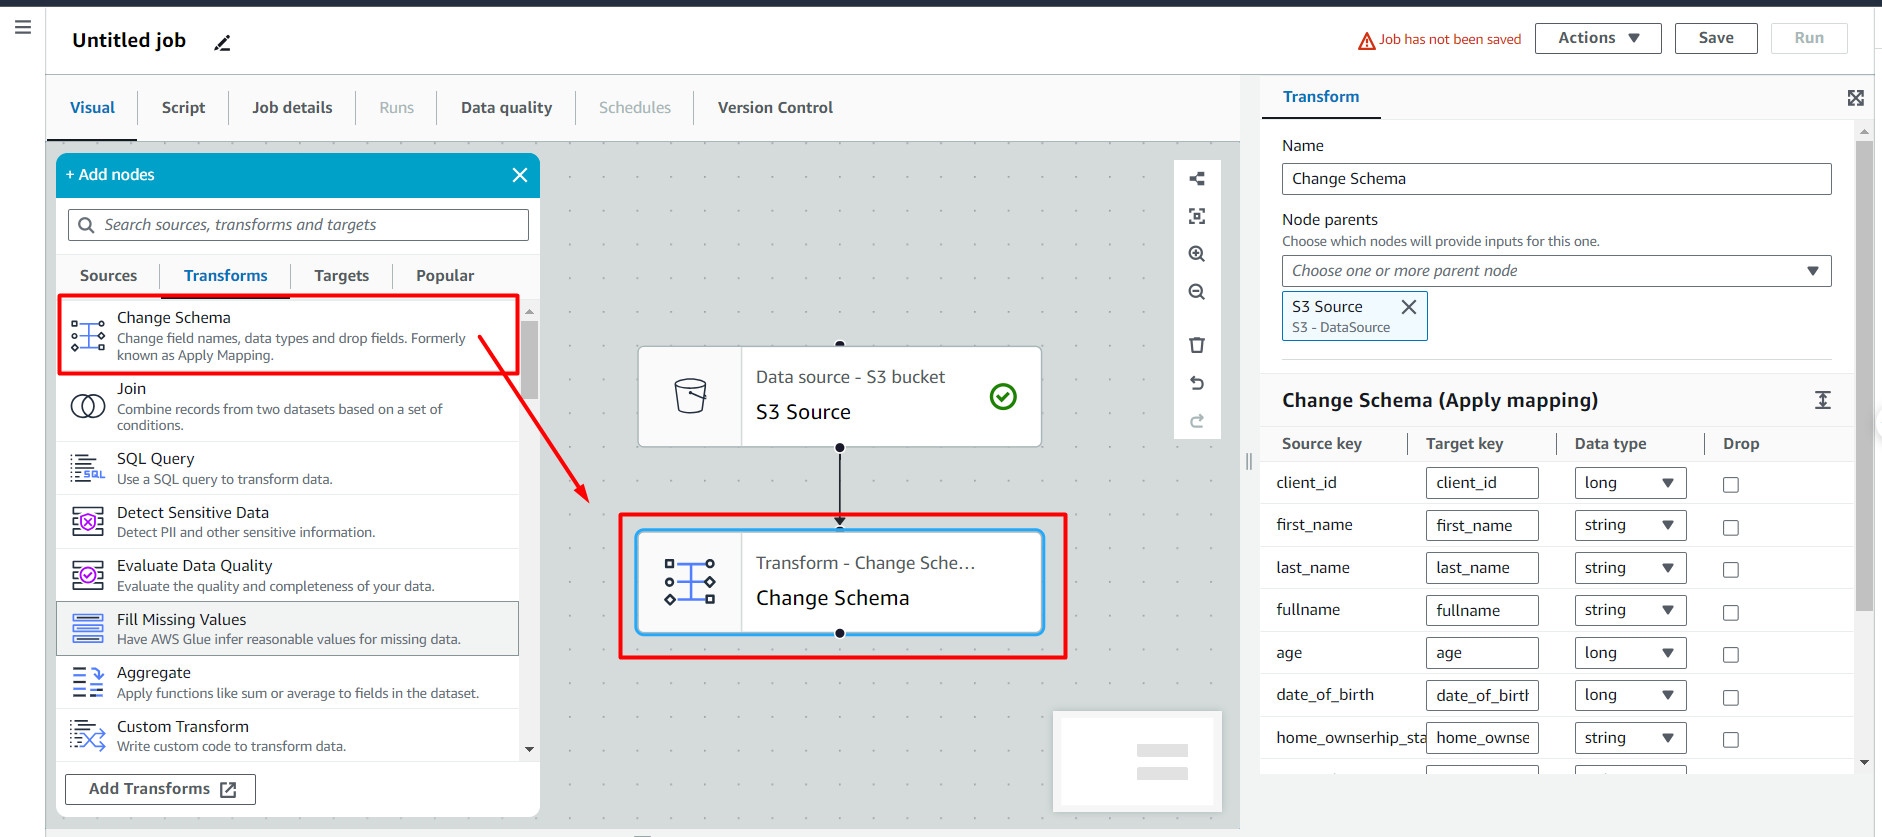 Untitled job
Job has not been saved
Actions
Save
Run
Visual
Script
Job details
Runs
Data quality
Schedules
Version Control
+ Add nodes
Search sources, transforms and targets
Sources
Transforms
Targets
Popular
Change Schema
Change field names, data types and drop fields. Formerly
known as Apply Mapping.
Join
Combine records from two datasets based on a set of
conditions.
SQL Query
SQL
Use a SQL query to transform data.
Detect Sensitive Data
Detect PII and other sensitive information.
Evaluate Data Quality
Evaluate the quality and completeness of your data.
Fill Missing Values
Have AWS Glue infer reasonable values for missing data.
Aggregate
Apply functions like sum or average to fields in the dataset.
Custom Transform
Write custom code to transform data.
Add Transforms
Data source - S3 bucket
S3 Source
Transform - Change Sche...
Change Schema
Transform
Name
Change Schema
Node parents
Choose which nodes will provide inputs for this one.
Choose one or more parent node
S3 Source
S3 - DataSource
Change Schema (Apply mapping)
Source key Target key Data type Drop
client_id client_id long
first_name first_name string
last_name last_name string
fullname fullname string
age age long
date_of_birth date_of_birth long
home_ownserhip_sta home_ownse string